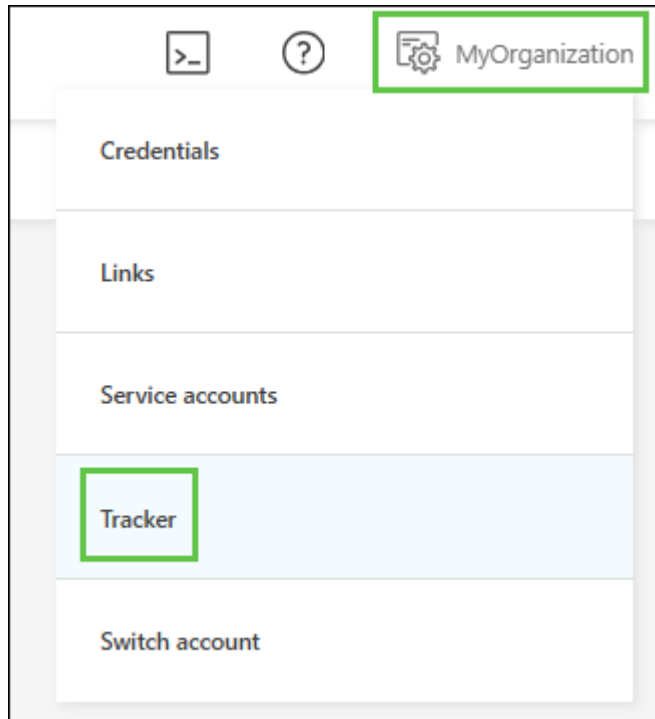 MyOrganization
Credentials
Links
Service accounts
Tracker
Switch account